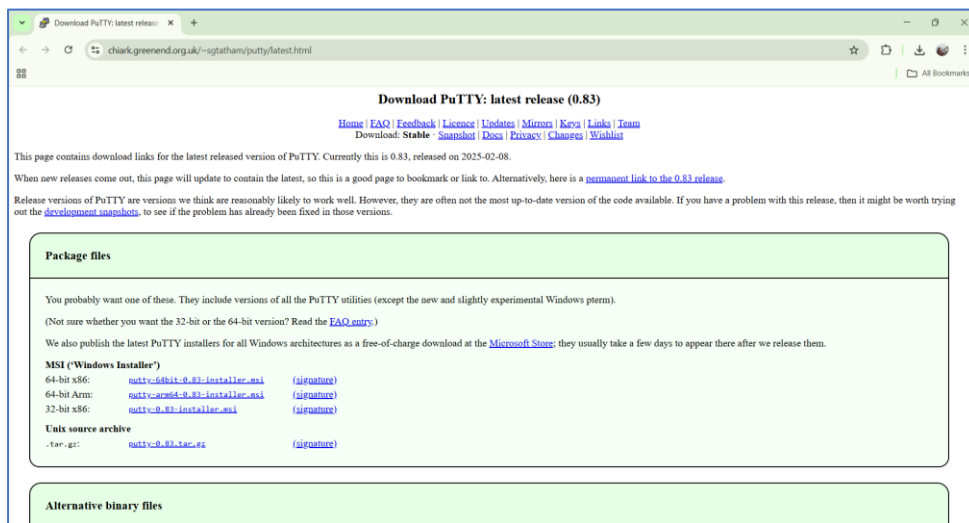 Download PuTTY: latest release
chiark.greenend.org.uk/~sgtatham/putty/latest.html
All Bookmarks
Download PuTTY: latest release (0.83)
Home | FAQ | Feedback | Licence | Updates | Mirrors | Keys | Links | Team
Download: Stable · Snapshot | Docs | Privacy | Changes | Wishlist
This page contains download links for the latest released version of PuTTY. Currently this is 0.83, released on 2025-02-08.
When new releases come out, this page will update to contain the latest, so this is a good page to bookmark or link to. Alternatively, here is a permanent link to the 0.83 release.
Release versions of PuTTY are versions we think are reasonably likely to work well. However, they are often not the most up-to-date version of the code available. If you have a problem with this release, then it might be worth trying
out the development snapshots, to see if the problem has already been fixed in those versions.
Package files
You probably want one of these. They include versions of all the PuTTY utilities (except the new and slightly experimental Windows pterm).
(Not sure whether you want the 32-bit or the 64-bit version? Read the FAQ entry.)
We also publish the latest PuTTY installers for all Windows architectures as a free-of-charge download at the Microsoft Store; they usually take a few days to appear there after we release them.
MSI (‘Windows Installer’)
64-bit x86: putty-64bit-0.83-installer.msi (signature)
64-bit Arm: putty-arm64-0.83-installer.msi (signature)
32-bit x86: putty-0.83-installer.msi (signature)
Unix source archive
.tar.gz: putty-0.83.tar.gz (signature)
Alternative binary files